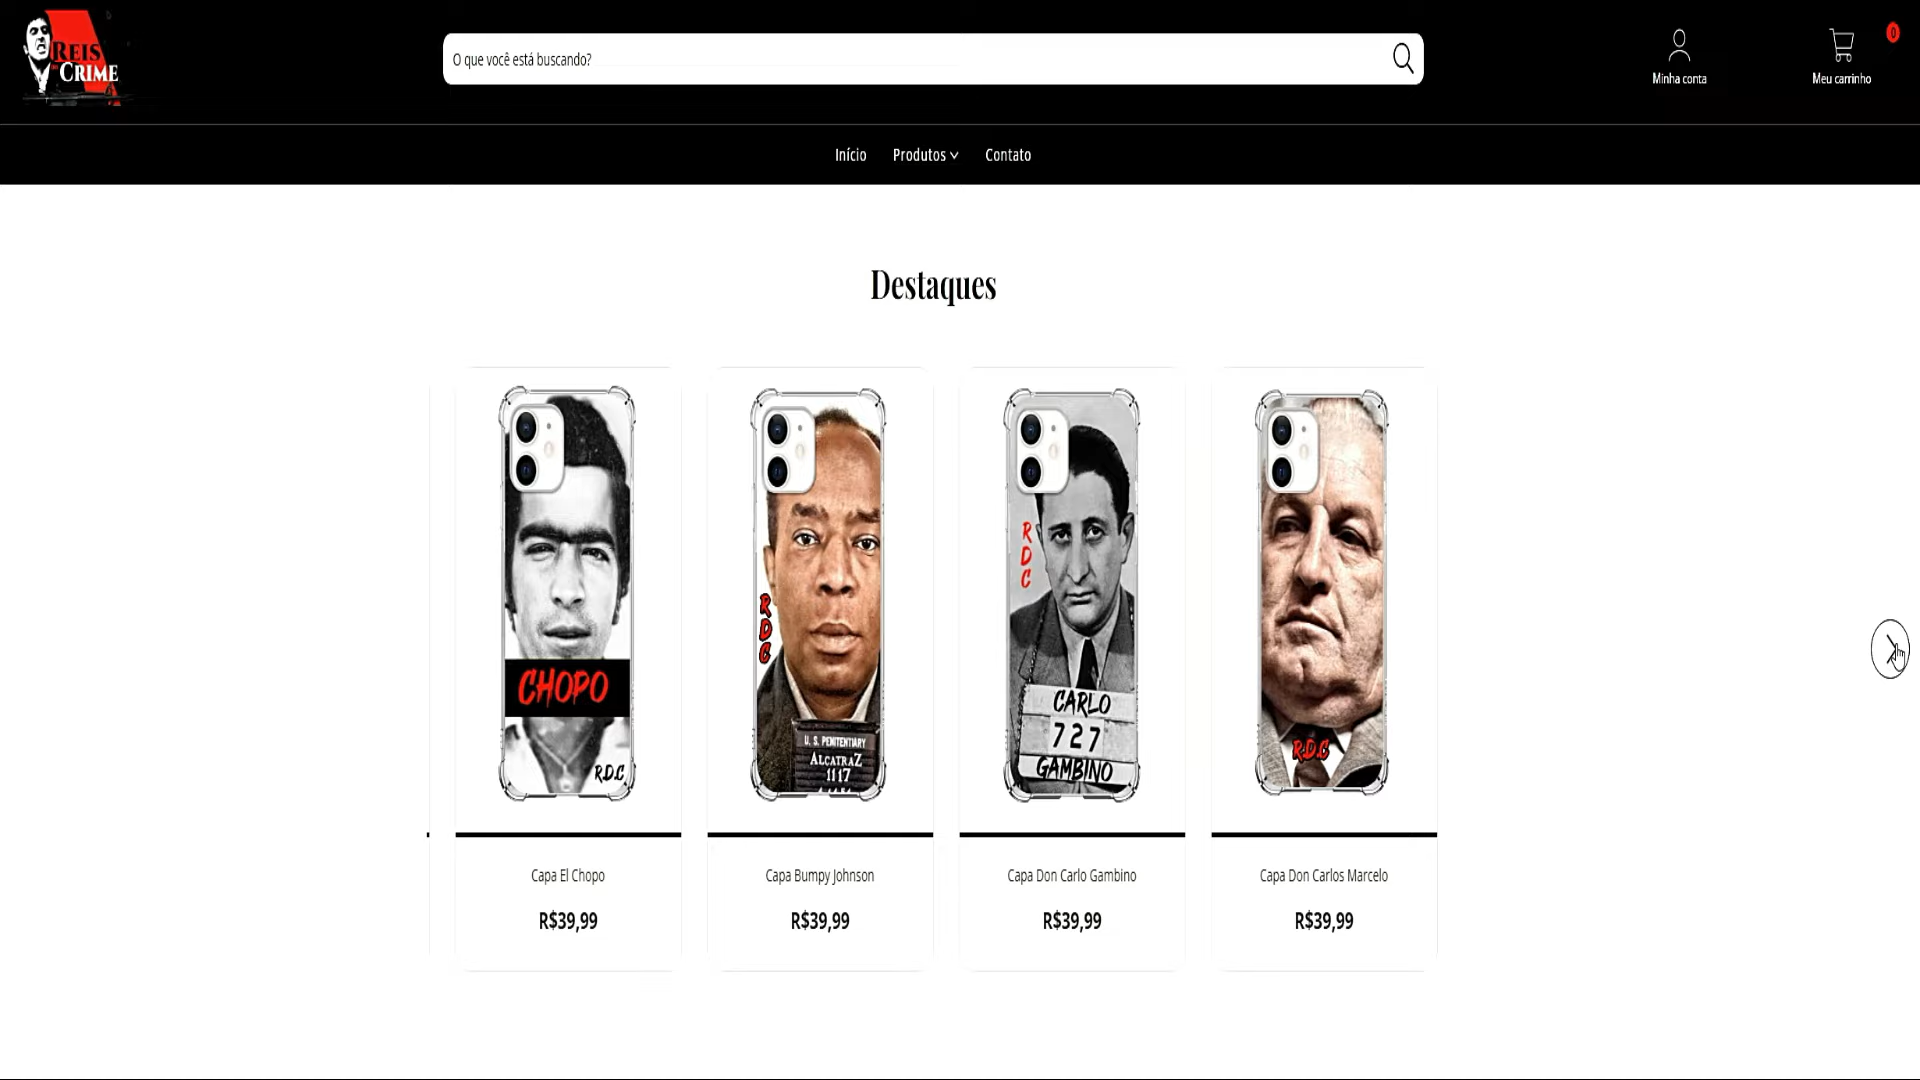 REIS
CRIME
O que você está buscando?
Minha conta
Meu carrinho
0
Início
Produtos
Contato
Destaques
CHOPO
R.D.C
RDC
U. S. PENITENTIARY
ALCATRAZ
1117
RDC
CARLO
727
GAMBINO
R.D.C
Capa El Chopo
Capa Bumpy Johnson
Capa Don Carlo Gambino
Capa Don Carlos Marcelo
R$39,99
R$39,99
R$39,99
R$39,99